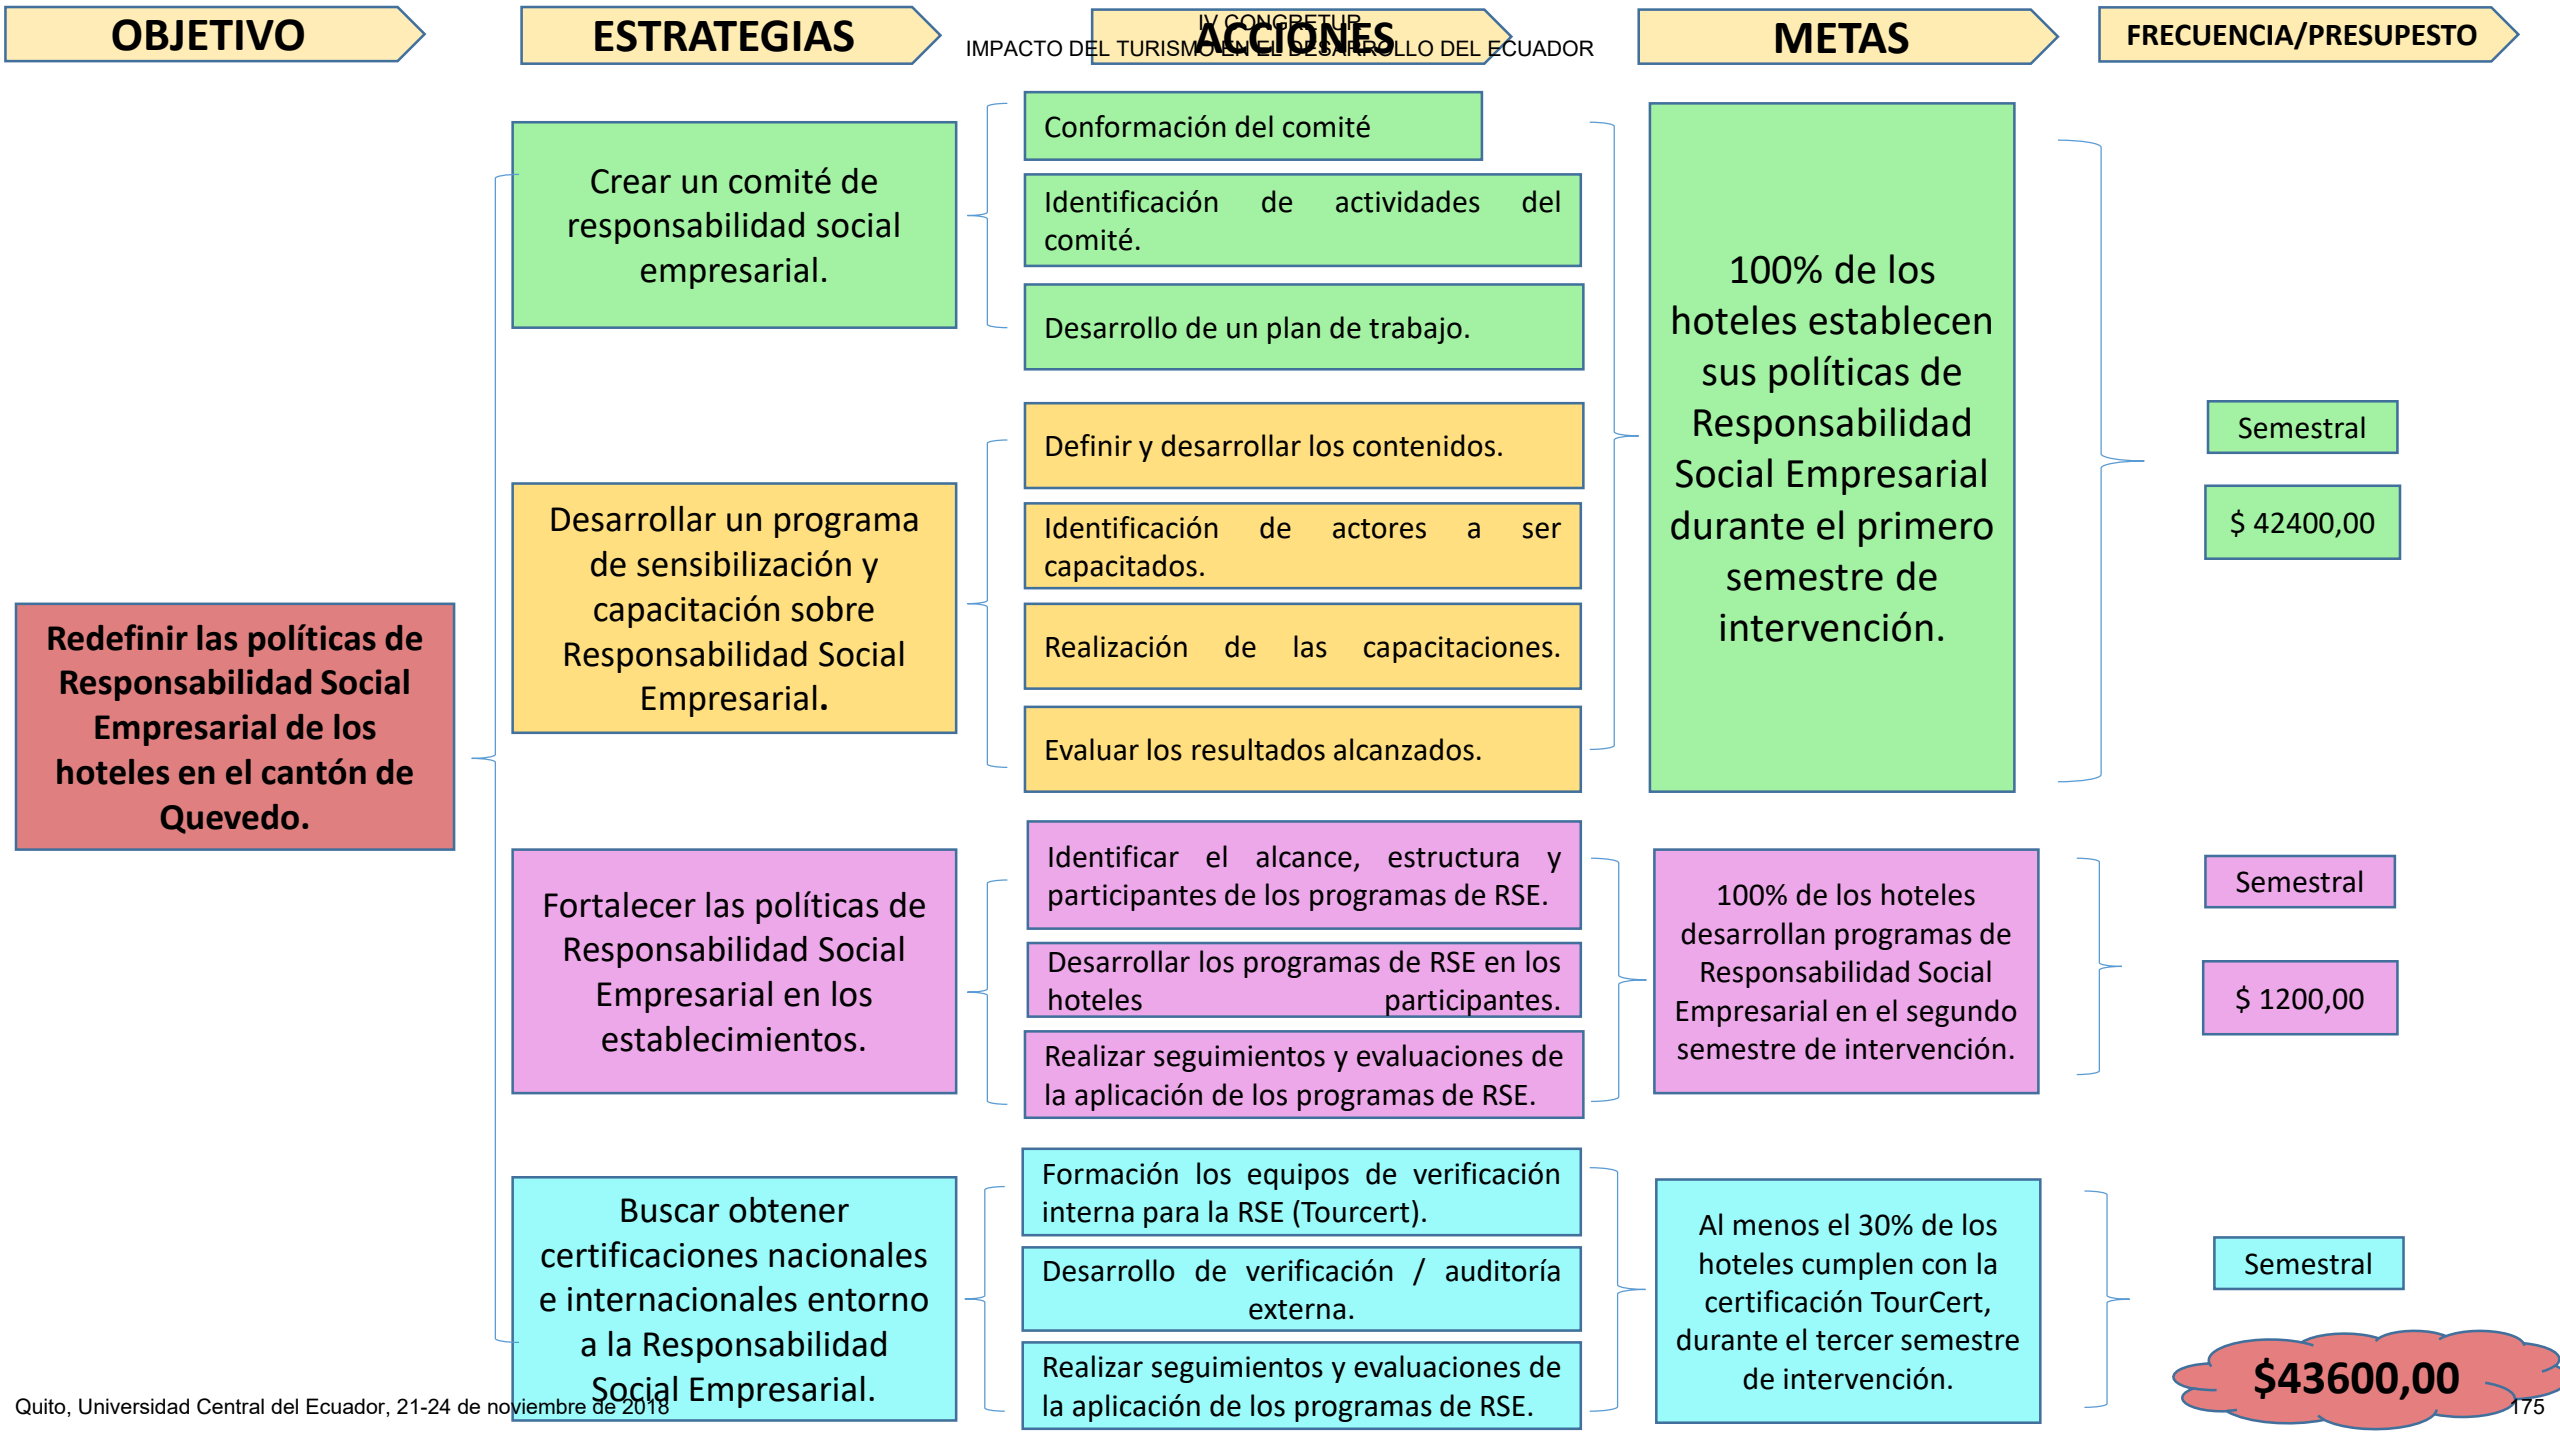 IV CONGRETUR
IMPACTO DEL TURISMO EN EL DESARROLLO DEL ECUADOR
OBJETIVO
ESTRATEGIAS
ACCIONES
METAS
FRECUENCIA/PRESUPESTO
Redefinir las políticas de
Responsabilidad Social
Empresarial de los
hoteles en el cantón de
Quevedo.
Crear un comité de
responsabilidad social
empresarial.
Conformación del comité
Identificación de actividades del
comité.
Desarrollo de un plan de trabajo.
Desarrollar un programa
de sensibilización y
capacitación sobre
Responsabilidad Social
Empresarial.
Definir y desarrollar los contenidos.
Identificación de actores a ser
capacitados.
Realización de las capacitaciones.
Evaluar los resultados alcanzados.
100% de los
hoteles establecen
sus políticas de
Responsabilidad
Social Empresarial
durante el primero
semestre de
intervención.
Semestral
$ 42400,00
Fortalecer las políticas de
Responsabilidad Social
Empresarial en los
establecimientos.
Identificar el alcance, estructura y
participantes de los programas de RSE.
Desarrollar los programas de RSE en los
hoteles participantes.
Realizar seguimientos y evaluaciones de
la aplicación de los programas de RSE.
100% de los hoteles
desarrollan programas de
Responsabilidad Social
Empresarial en el segundo
semestre de intervención.
Semestral
$ 1200,00
Buscar obtener
certificaciones nacionales
e internacionales entorno
a la Responsabilidad
Social Empresarial.
Formación los equipos de verificación
interna para la RSE (Tourcert).
Desarrollo de verificación / auditoría
externa.
Realizar seguimientos y evaluaciones de
la aplicación de los programas de RSE.
Al menos el 30% de los
hoteles cumplen con la
certificación TourCert,
durante el tercer semestre
de intervención.
Semestral
$43600,00
Quito, Universidad Central del Ecuador, 21-24 de noviembre de 2018
175